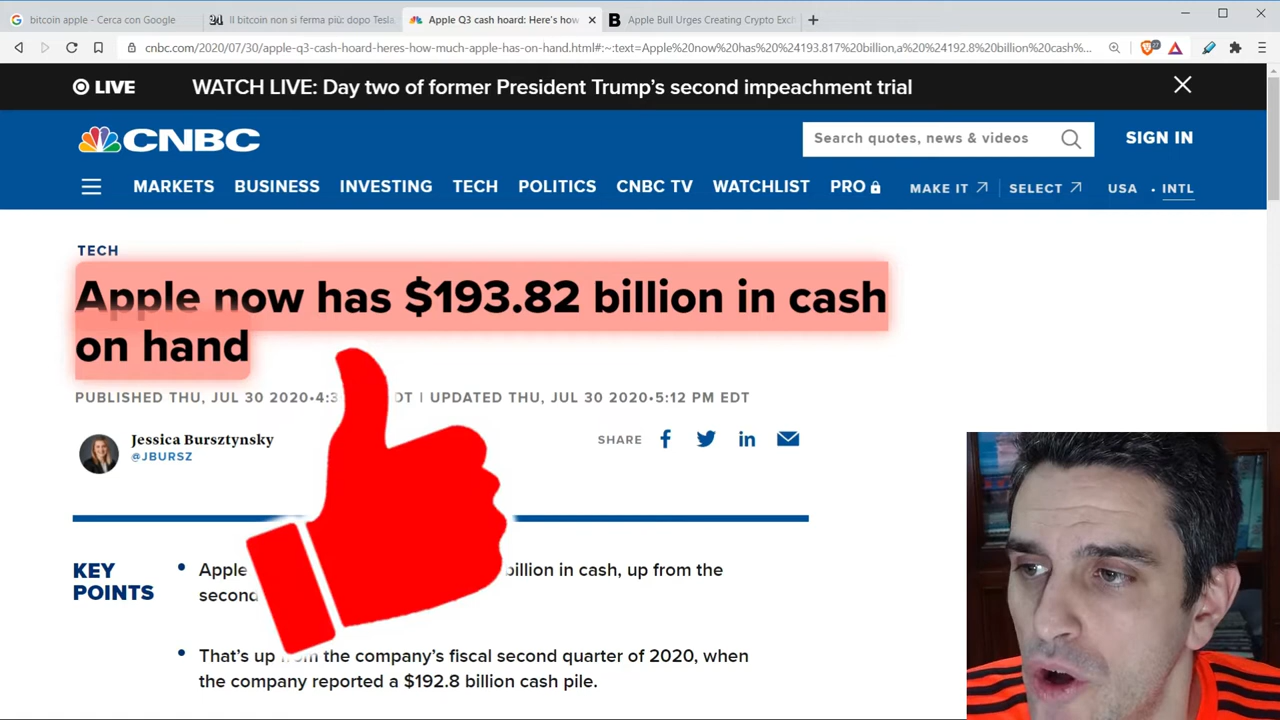 bitcoin apple - Cerca con Google
Il bitcoin non si ferma più: dopo Tesla,
Apple Q3 cash hoard: Here's how
Apple Bull Urges Creating Crypto Exch
cnbc.com/2020/07/30/apple-q3-cash-hoard-heres-how-much-apple-has-on-hand.html#:~:text=Apple%20now%20has%20%24193.817%20billion,a%20%24192.8%20billion%20cash%...
27
LIVE
WATCH LIVE: Day two of former President Trump's second impeachment trial
CNBC
Search quotes, news & videos
SIGN IN
MARKETS BUSINESS INVESTING TECH POLITICS CNBC TV WATCHLIST PRO MAKE IT SELECT USA • INTL
TECH
Apple now has $193.82 billion in cash
on hand
PUBLISHED THU, JUL 30 2020•4:3 DT | UPDATED THU, JUL 30 2020•5:12 PM EDT
Jessica Bursztynsky
@JBURSZ
SHARE
KEY
POINTS
• Apple billion in cash, up from the
second
• That's up from the company's fiscal second quarter of 2020, when
the company reported a $192.8 billion cash pile.